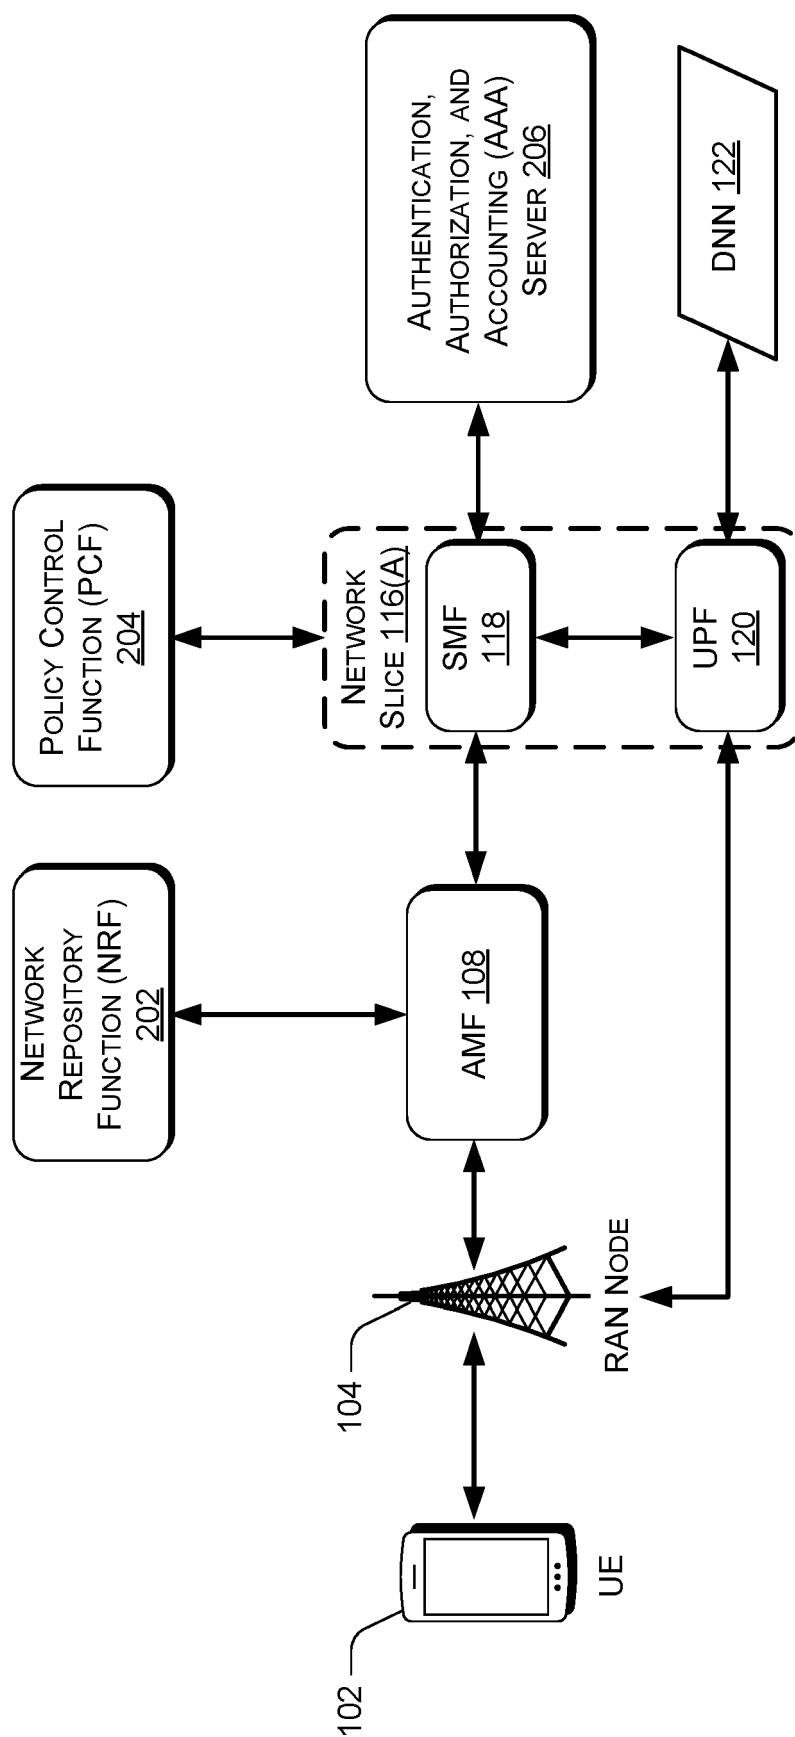 NETWORK
REPOSITORY
FUNCTION (NRF)
202
POLICY CONTROL
FUNCTION (PCF)
204
102
UE
104
RAN NODE
AMF 108
NETWORK
SLICE 116(A)
SMF
118
UPF
120
AUTHENTICATION,
AUTHORIZATION, AND
ACCOUNTING (AAA)
SERVER 206
DNN 122